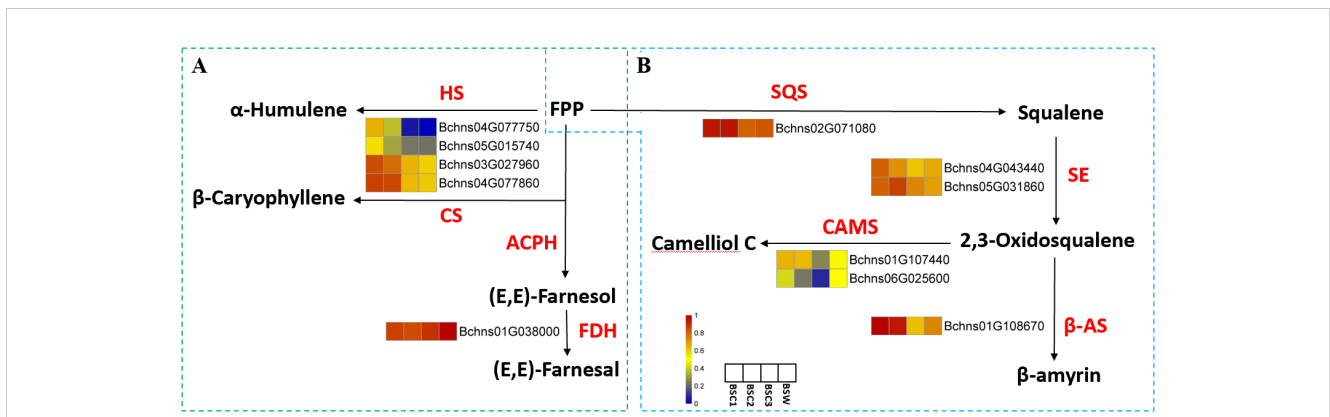 A
B
HS
SQS
α-Humulene
FPP
Squalene
Bchns04G077750
Bchns05G015740
Bchns03G027960
Bchns04G077860
Bchns02G071080
Bchns04G043440
Bchns05G031860
SE
β-Caryophyllene
CS
ACPH
CAMS
Camelliol C
2,3-Oxidosqualene
Bchns01G107440
Bchns06G025600
(E,E)-Farnesol
Bchns01G038000
FDH
Bchns01G108670
β-AS
(E,E)-Farnesal
β-amyrin
1
0.8
0.6
0.4
0.2
0
BSC1
BSC2
BSC3
BSW